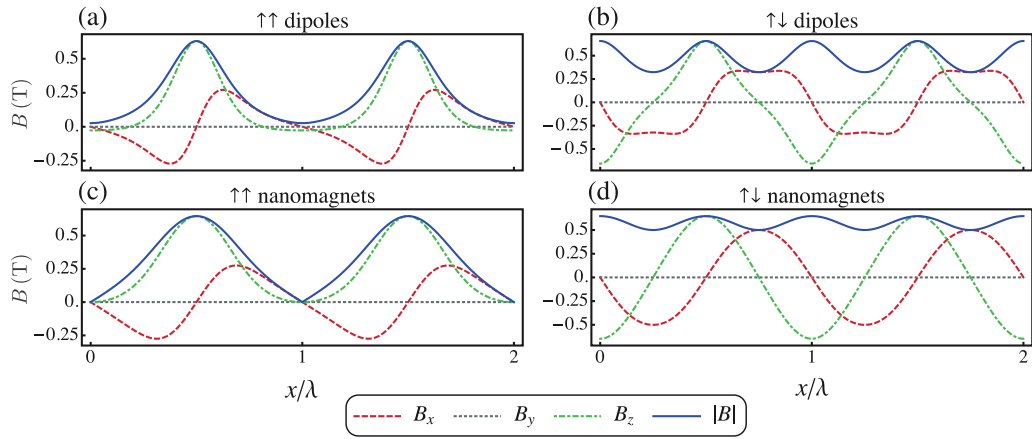 (a) ↑↑ dipoles
(b) ↑↓ dipoles
0.5
0.25
0.
−0.25
B (T)
0.5
0.25
0.
−0.25
−0.5
(c) ↑↑ nanomagnets
(d) ↑↓ nanomagnets
0.5
0.25
0.
−0.25
B (T)
0.5
0.25
0.
−0.25
−0.5
0 1 2
0 1 2
x/λ
x/λ
Bₓ B_y B_z |B|